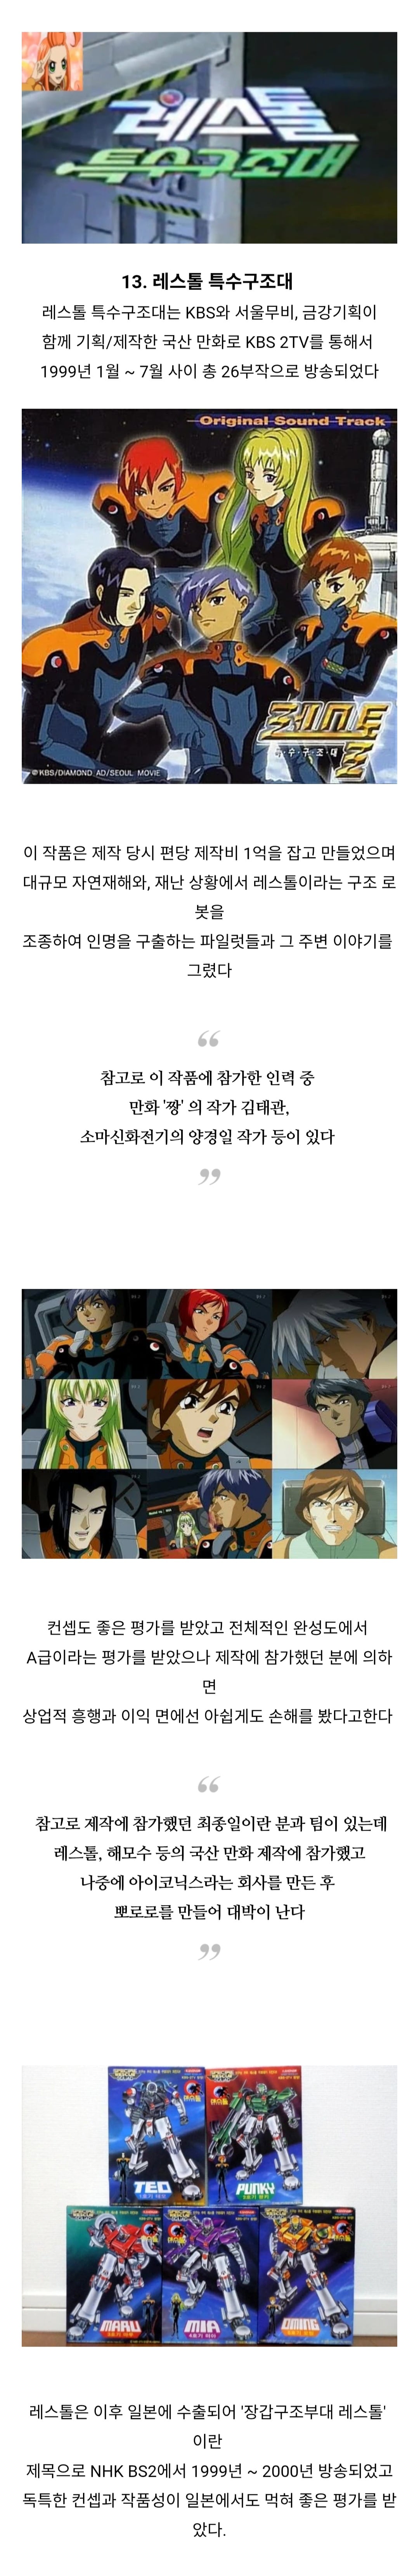 레스톨
특수구조대
13. 레스톨 특수구조대
레스톨 특수구조대는 KBS와 서울무비, 금강기획이
함께 기획/제작한 국산 만화로 KBS 2TV를 통해서
1999년 1월 ~ 7월 사이 총 26부작으로 방송되었다
Original Sound Track
레스톨
특수구조대
©KBS/DIAMOND AD/SEOUL MOVIE
이 작품은 제작 당시 편당 제작비 1억을 잡고 만들었으며
대규모 자연재해와, 재난 상황에서 레스톨이라는 구조 로
봇을
조종하여 인명을 구출하는 파일럿들과 그 주변 이야기를
그렸다
“
참고로 이 작품에 참가한 인력 중
만화 '짱' 의 작가 김태관,
소마신화전기의 양경일 작가 등이 있다
”
컨셉도 좋은 평가를 받았고 전체적인 완성도에서
A급이라는 평가를 받았으나 제작에 참가했던 분에 의하
면
상업적 흥행과 이익 면에선 아쉽게도 손해를 봤다고한다
“
참고로 제작에 참가했던 최종일이란 분과 팀이 있는데
레스톨, 해모수 등의 국산 만화 제작에 참가했고
나중에 아이코닉스라는 회사를 만든 후
뽀로로를 만들어 대박이 난다
”
TED
PUNKY
MARU
MIA
OMING
레스톨은 이후 일본에 수출되어 '장갑구조부대 레스톨'
이란
제목으로 NHK BS2에서 1999년 ~ 2000년 방송되었고
독특한 컨셉과 작품성이 일본에서도 먹혀 좋은 평가를 받
았다.